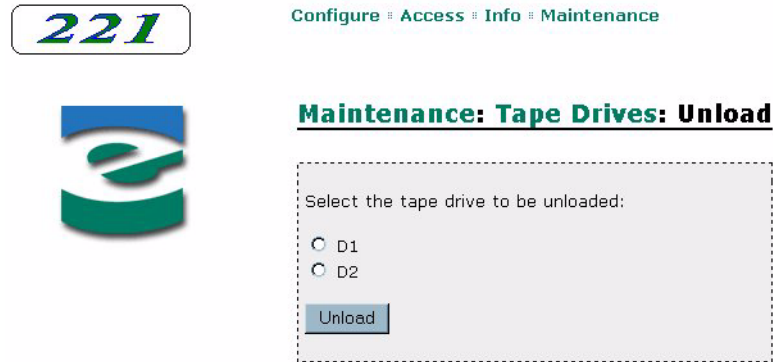 221
Configure Access Info Maintenance
Maintenance: Tape Drives: Unload
Select the tape drive to be unloaded:
D1
D2
Unload